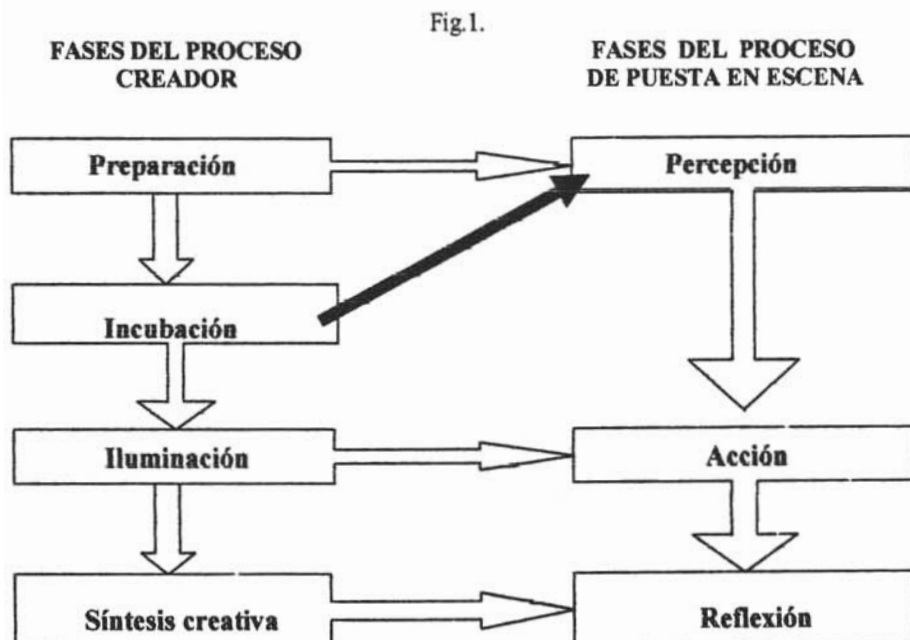 Fig.1.
FASES DEL PROCESO
CREADOR
FASES DEL PROCESO
DE PUESTA EN ESCENA
Preparación
Percepción
Incubación
Iluminación
Acción
Síntesis creativa
Reflexión